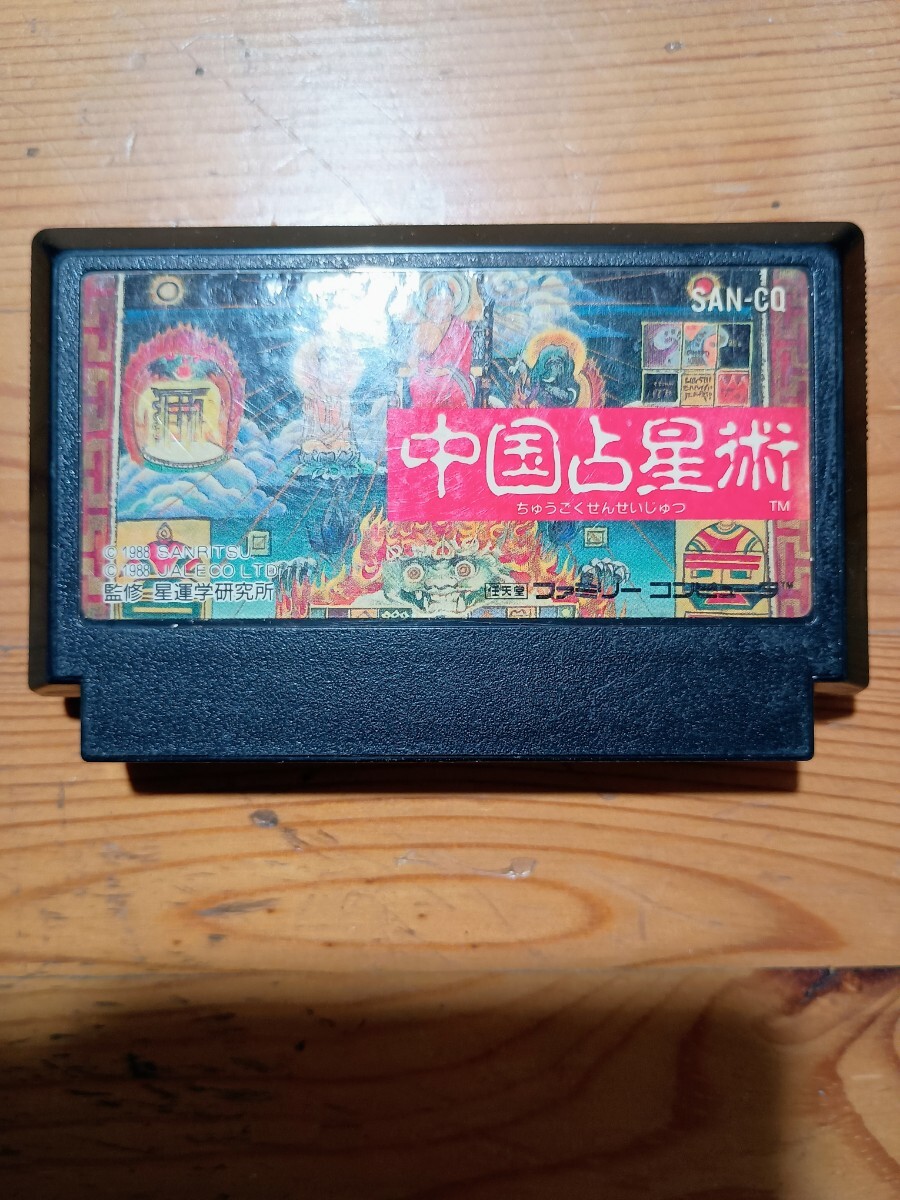 SAN-CQ
中国占星術
ちゅうごくせんせいじゅつ TM
© 1988 SANRITSU
© 1988 JALECO LTD
監修 星運学研究所
任天堂 ファミリー コンピュータ TM